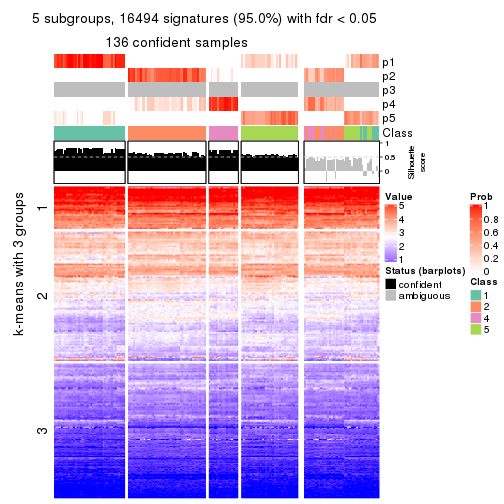 5 subgroups, 16494 signatures (95.0%) with fdr < 0.05
136 confident samples
p1
p2
p3
p4
p5
Class
1
0.5
0
Silhouette
score
k-means with 3 groups
1
2
3
Value
5
4
3
2
1
Status (barplots)
confident
ambiguous
Prob
1
0.8
0.6
0.4
0.2
0
Class
1
2
4
5